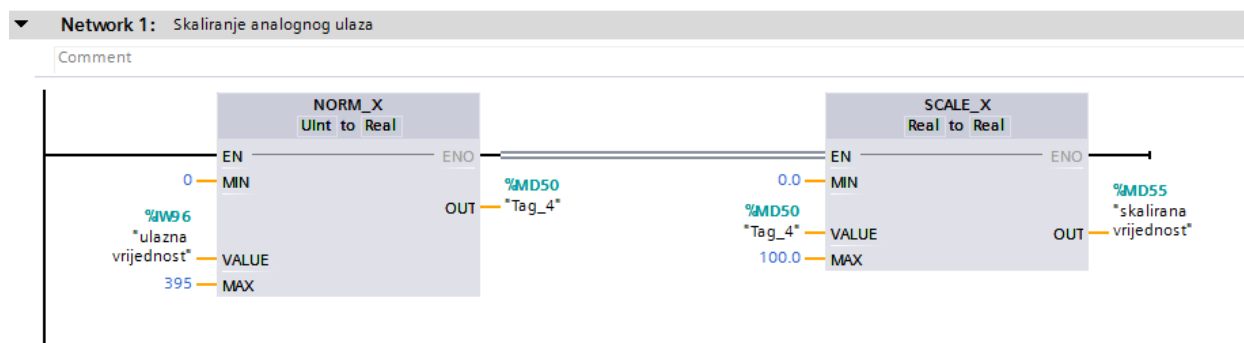 Network 1: Skaliranje analognog ulaza
Comment
NORM_X
UInt to Real
EN
ENO
0
MIN
%IW96
"ulazna
vrijednost"
VALUE
395
MAX
OUT
%MD50
"Tag_4"
SCALE_X
Real to Real
EN
ENO
0.0
MIN
%MD50
"Tag_4"
VALUE
100.0
MAX
OUT
%MD55
"skalirana
vrijednost"